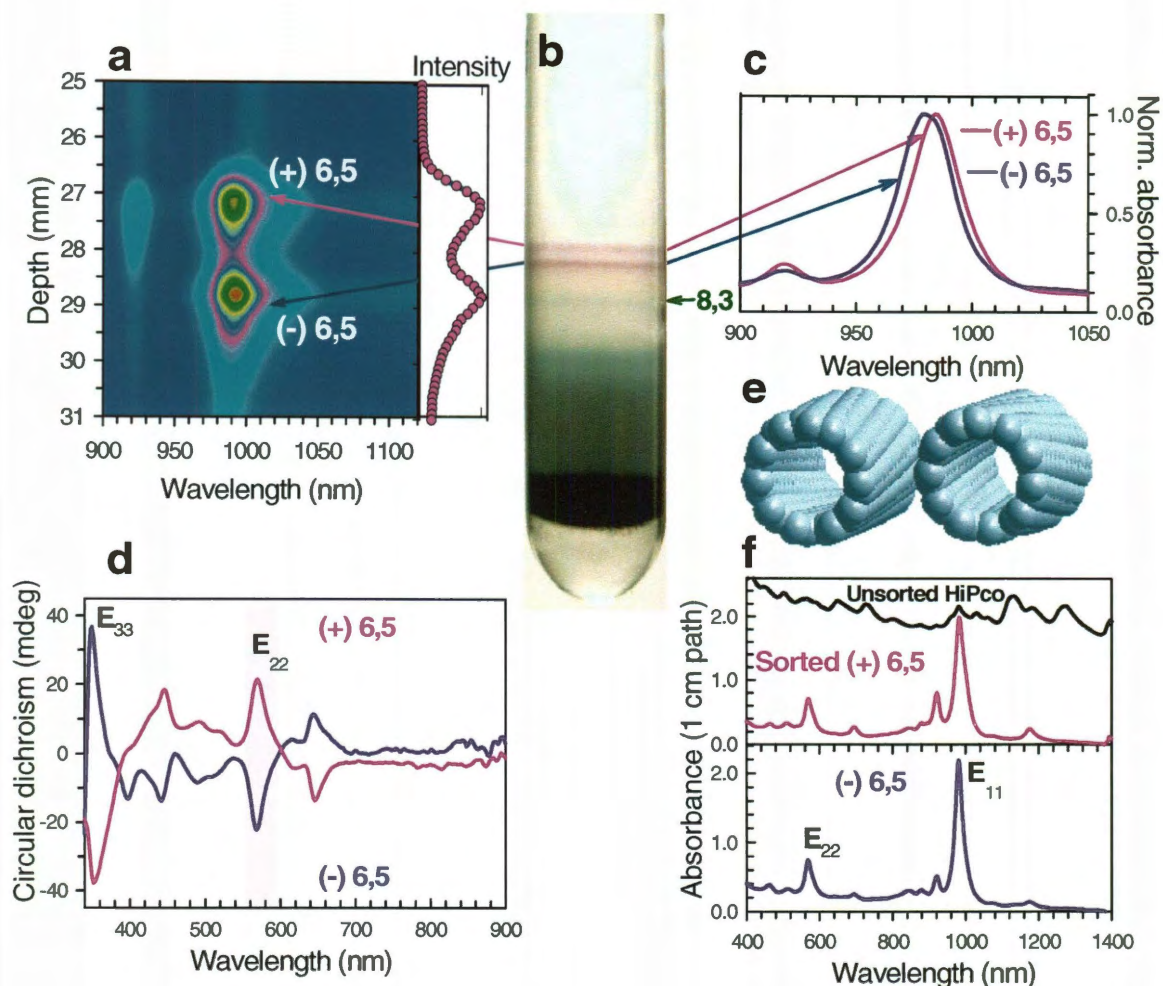 a
Intensity
25
26
27
28
29
30
31
Depth (mm)
(+) 6,5
(-) 6,5
900 950 1000 1050 1100
Wavelength (nm)
b
8,3
c
(+) 6,5
(-) 6,5
1.0
0.5
0.0
Norm. absorbance
900 950 1000 1050
Wavelength (nm)
e
d
40
20
0
-20
-40
Circular dichroism (mdeg)
E33
(+) 6,5
E22
(-) 6,5
400 500 600 700 800 900
Wavelength (nm)
f
Unsorted HiPco
2.0
Sorted (+) 6,5
1.0
0.0
Absorbance (1 cm path)
2.0
(-) 6,5
E11
1.0
E22
0.0
400 600 800 1000 1200 1400
Wavelength (nm)